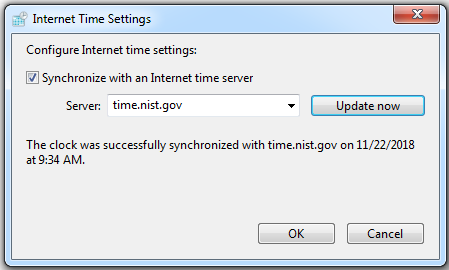 Internet Time Settings
Configure Internet time settings:
Synchronize with an Internet time server
Server: time.nist.gov Update now
The clock was successfully synchronized with time.nist.gov on 11/22/2018
at 9:34 AM.
OK Cancel